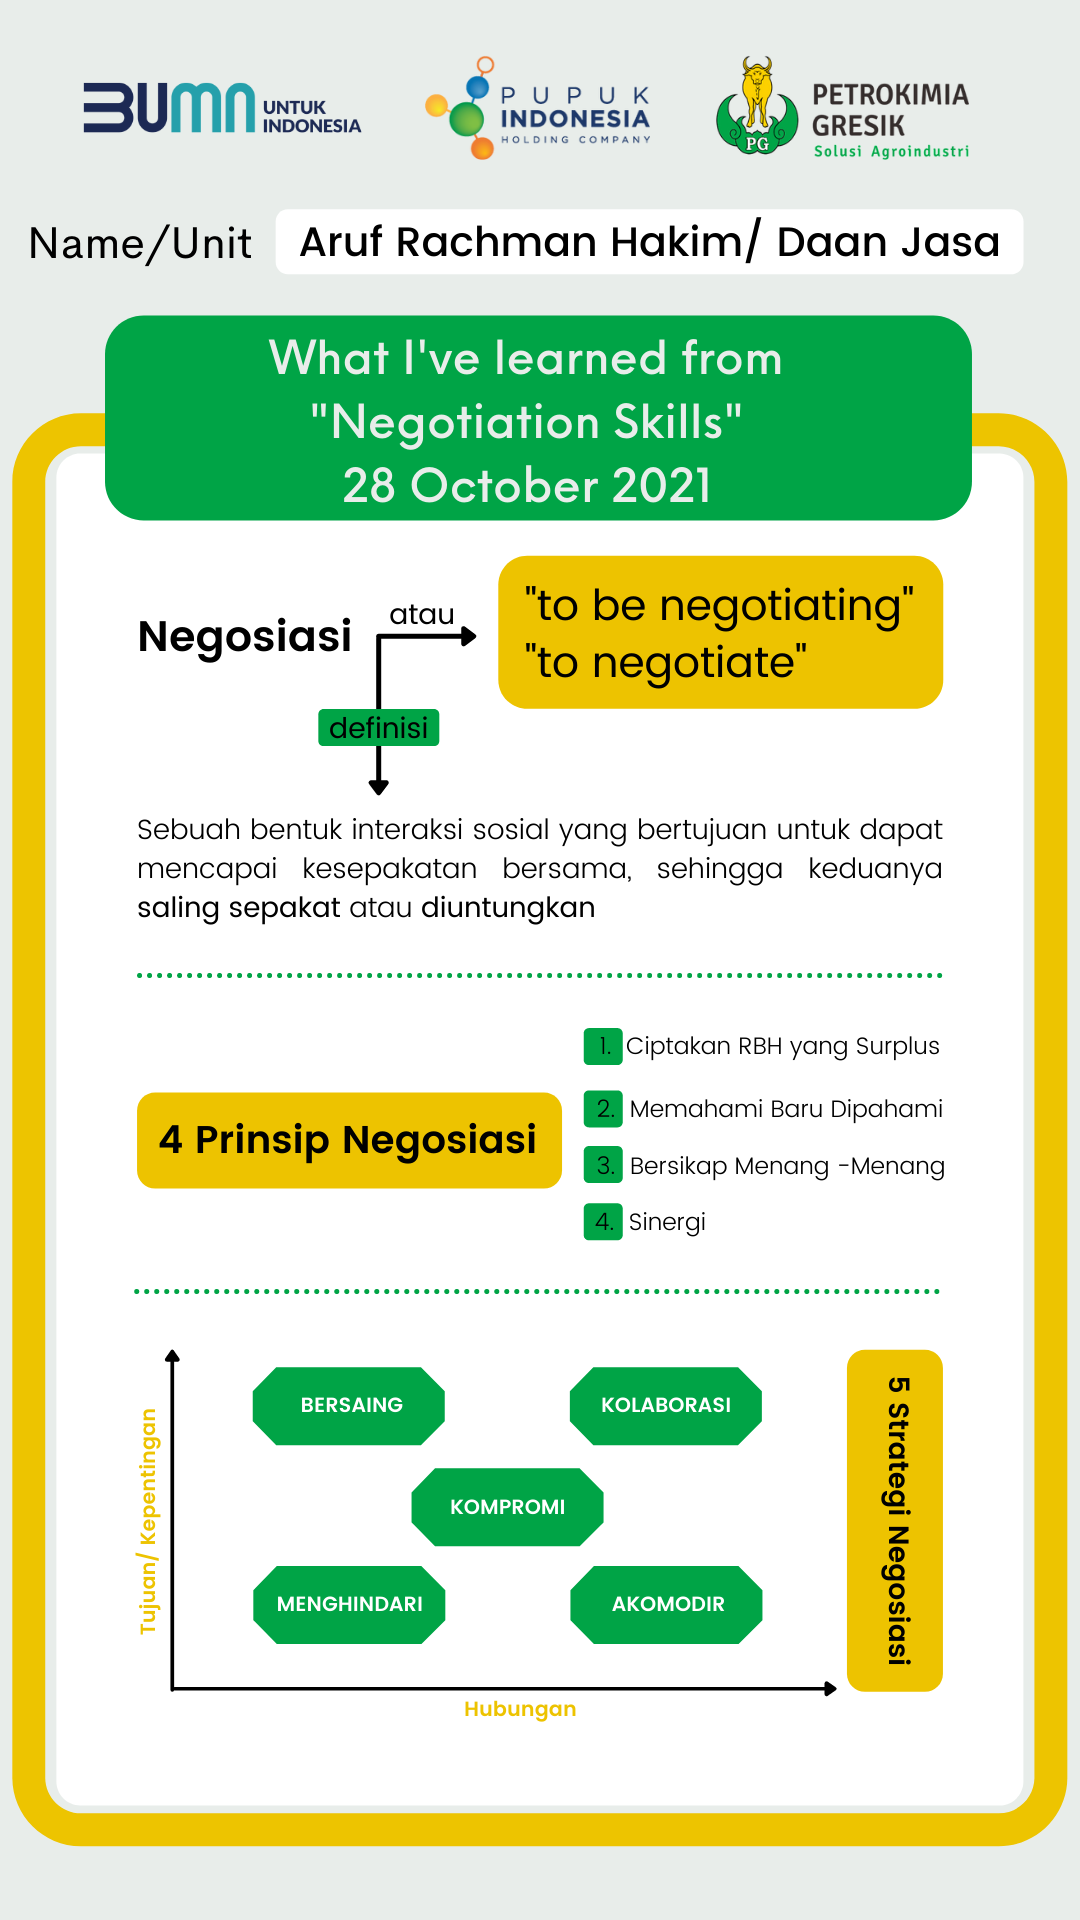 BUMN UNTUK
INDONESIA
PUPUK
INDONESIA
HOLDING COMPANY
PG
PETROKIMIA
GRESIK
Solusi Agroindustri
Name/Unit Aruf Rachman Hakim/ Daan Jasa
What I've learned from
"Negotiation Skills"
28 October 2021
Negosiasi
atau
"to be negotiating"
"to negotiate"
definisi
Sebuah bentuk interaksi sosial yang bertujuan untuk dapat
mencapai kesepakatan bersama, sehingga keduanya
saling sepakat atau diuntungkan
4 Prinsip Negosiasi
1. Ciptakan RBH yang Surplus
2. Memahami Baru Dipahami
3. Bersikap Menang -Menang
4. Sinergi
Tujuan/ Kepentingan
BERSAING
KOLABORASI
KOMPROMI
MENGHINDARI
AKOMODIR
Hubungan
5 Strategi Negosiasi